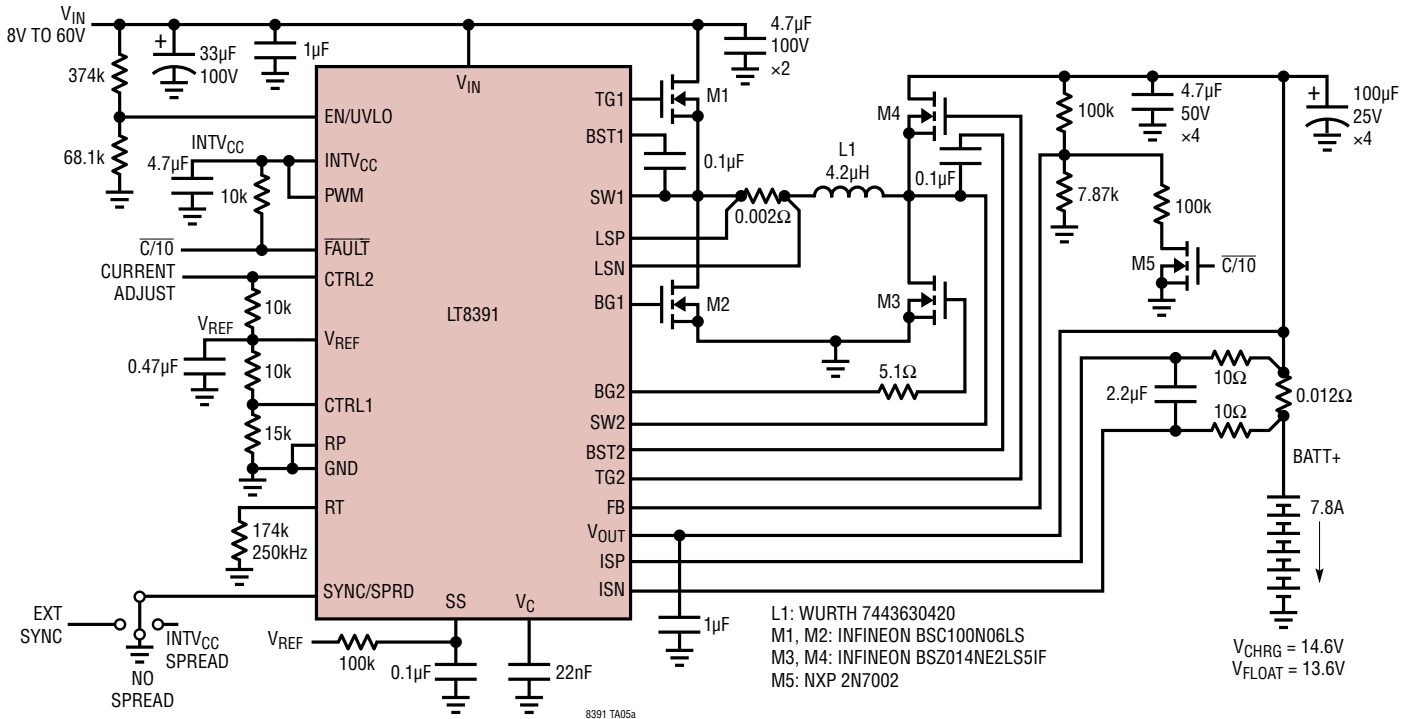 VIN
8V TO 60V
374k
33µF
100V
1µF
4.7µF
100V
×2
68.1k
INTVCC
4.7µF
10k
C/10
CURRENT
ADJUST
10k
VREF
0.47µF
10k
15k
174k
250kHz
EXT
SYNC
INTVCC
SPREAD
NO
SPREAD
VREF
100k
0.1µF
22nF
VIN
EN/UVLO
INTVCC
PWM
FAULT
CTRL2
VREF
CTRL1
RP
GND
RT
SYNC/SPRD
SS
VC
LT8391
TG1
BST1
SW1
LSP
LSN
BG1
BG2
SW2
BST2
TG2
FB
VOUT
ISP
ISN
M1
0.1µF
0.002Ω
L1
4.2µH
M2
M4
0.1µF
M3
5.1Ω
1µF
100k
4.7µF
50V
×4
100µF
25V
×4
7.87k
100k
M5
C/10
2.2µF
10Ω
10Ω
0.012Ω
BATT+
7.8A
VCHRG = 14.6V
VFLOAT = 13.6V
L1: WURTH 7443630420
M1, M2: INFINEON BSC100N06LS
M3, M4: INFINEON BSZ014NE2LS5IF
M5: NXP 2N7002
8391 TA05a